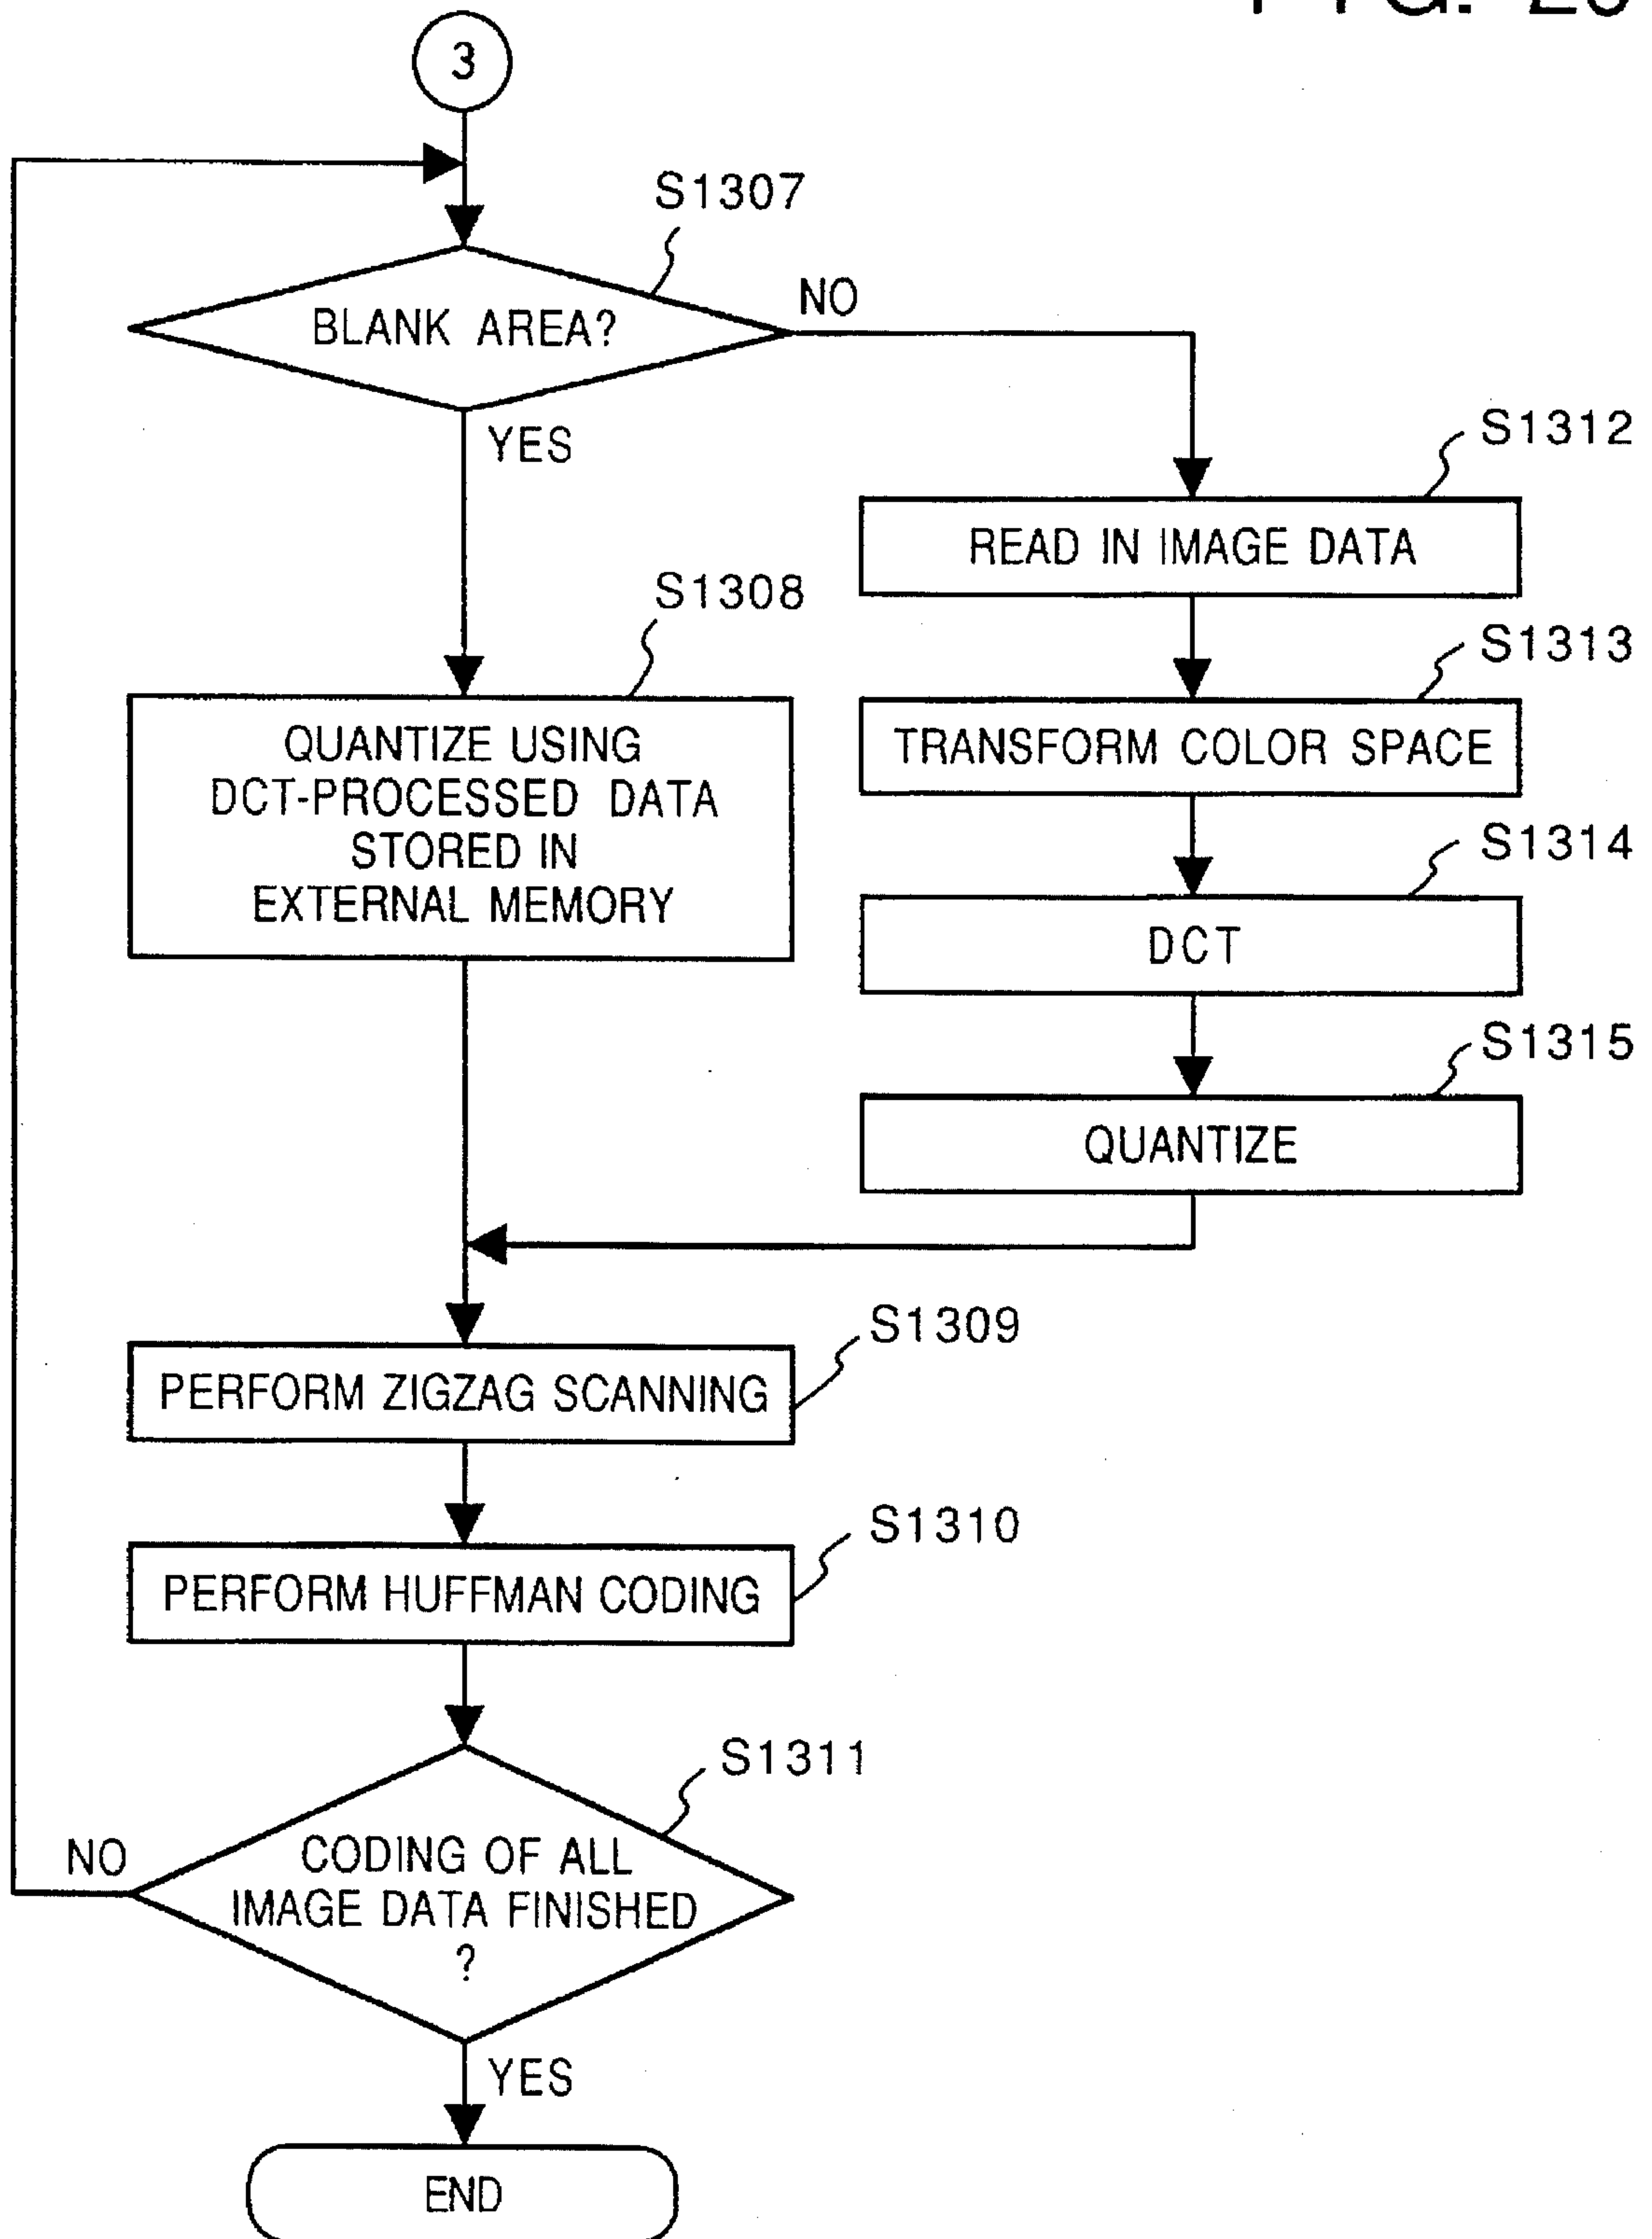 3
S1307
BLANK AREA?
NO
YES
S1312
READ IN IMAGE DATA
S1308
S1313
QUANTIZE USING
DCT-PROCESSED DATA
STORED IN
EXTERNAL MEMORY
TRANSFORM COLOR SPACE
S1314
DCT
S1315
QUANTIZE
S1309
PERFORM ZIGZAG SCANNING
S1310
PERFORM HUFFMAN CODING
S1311
NO
CODING OF ALL
IMAGE DATA FINISHED
?
YES
END